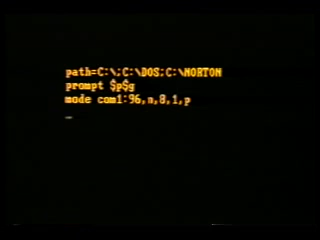 path=C:\;C:\DOS;C:\NORTON
prompt $p$g
mode com1:96,n,8,1,p
_